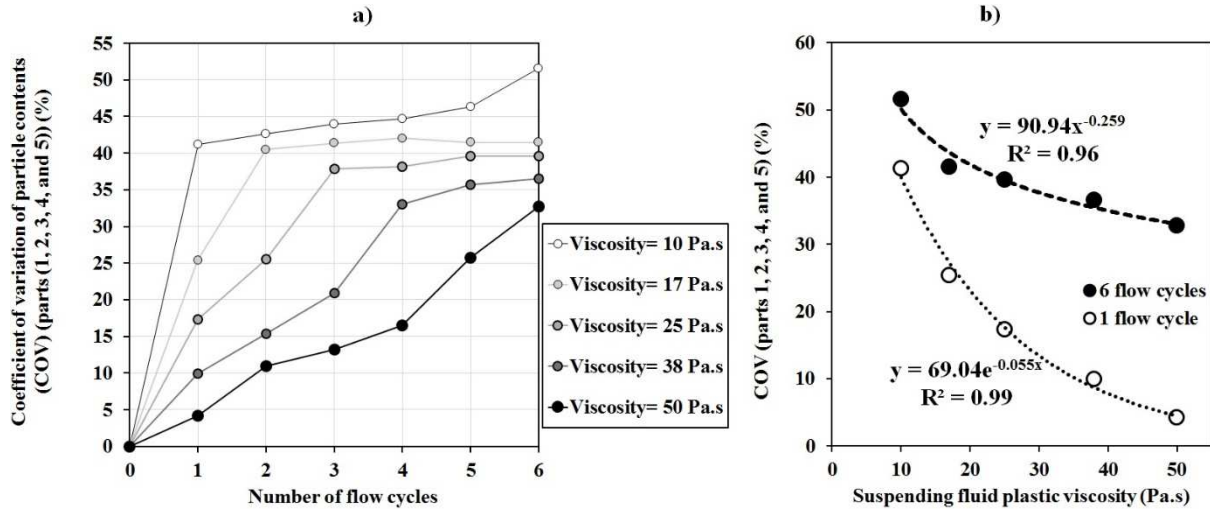 a)
Coefficient of variation of particle contents
(COV) (parts (1, 2, 3, 4, and 5)) (%)
55
50
45
40
35
30
25
20
15
10
5
0
0 1 2 3 4 5 6
Number of flow cycles
Viscosity= 10 Pa.s
Viscosity= 17 Pa.s
Viscosity= 25 Pa.s
Viscosity= 38 Pa.s
Viscosity= 50 Pa.s
b)
COV (parts 1, 2, 3, 4, and 5) (%)
60
50
40
30
20
10
0
y = 90.94x⁻⁰·²⁵⁹
R² = 0.96
6 flow cycles
1 flow cycle
y = 69.04e⁻⁰·⁰⁵⁵ˣ
R² = 0.99
0 10 20 30 40 50
Suspending fluid plastic viscosity (Pa.s)